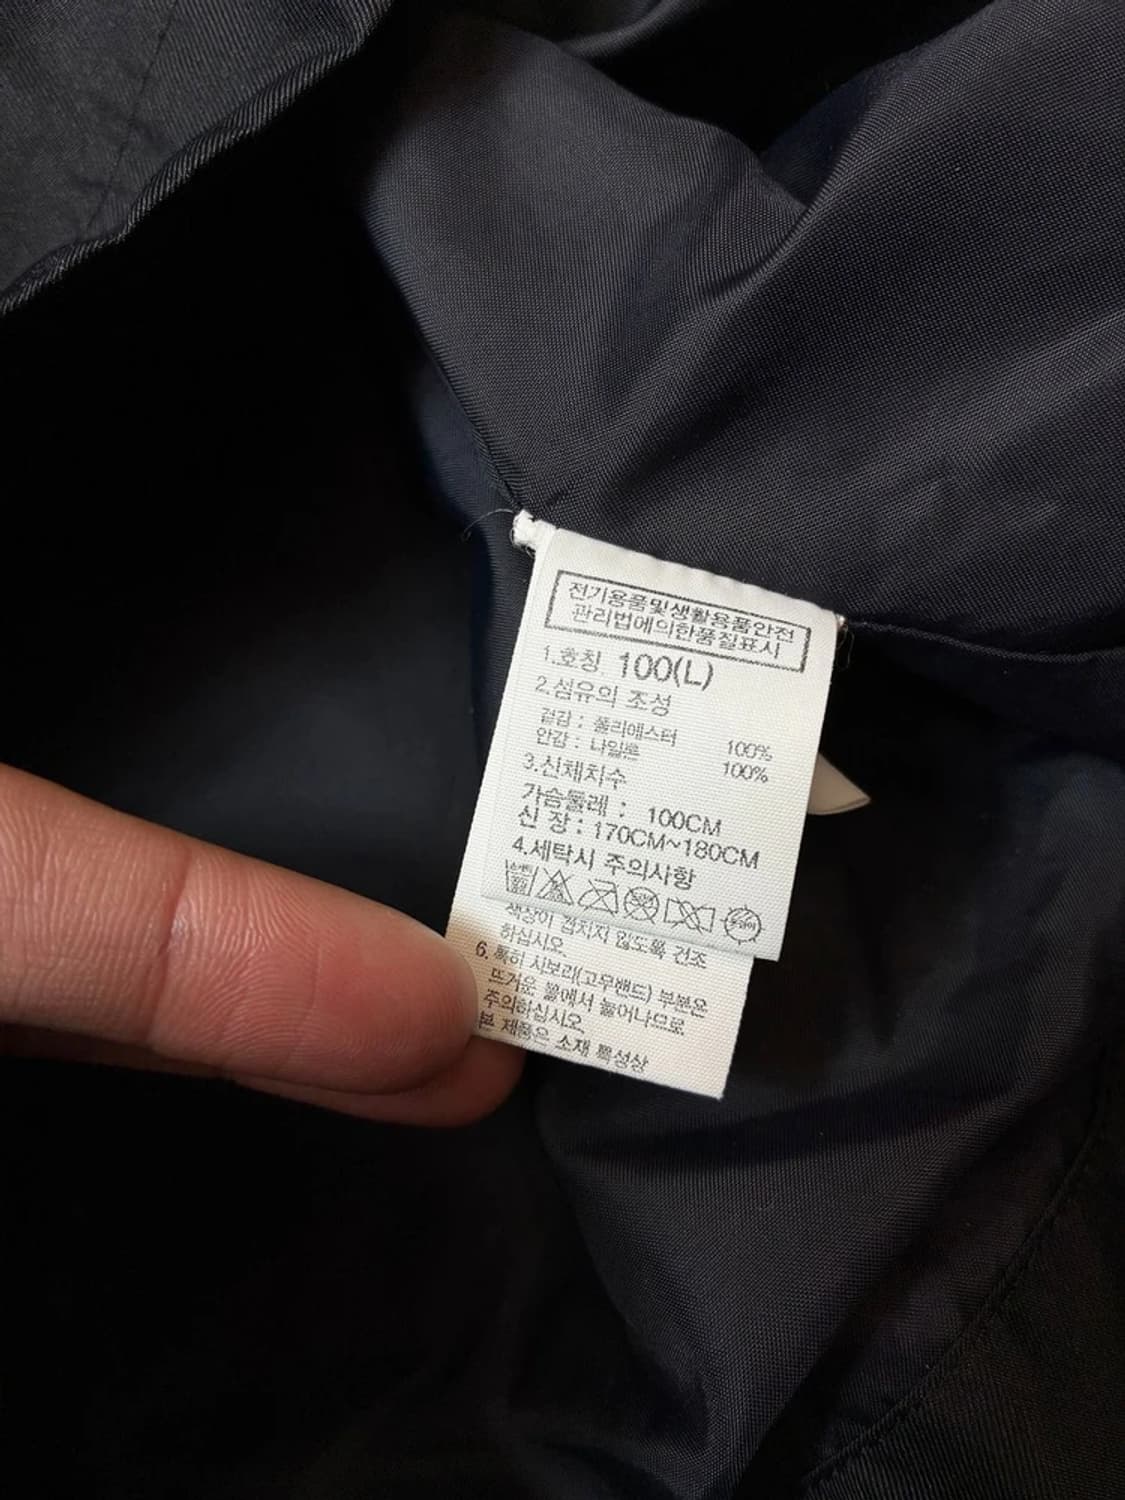 전기용품및생활용품안전
관리법에의한품질표시
1.호칭 100(L)
2.섬유의 조성
겉감 : 폴리에스터 100%
안감 : 나일론 100%
3.신체치수
가슴둘레 : 100CM
신 장 : 170CM~180CM
4.세탁시 주의사항
색상이 겹치지 않도록 건조
하십시오.
6. 특히 시보리(고무밴드) 부분은
뜨거운 물에서 늘어나므로
주의하십시오.
본 제품은 소재 특성상